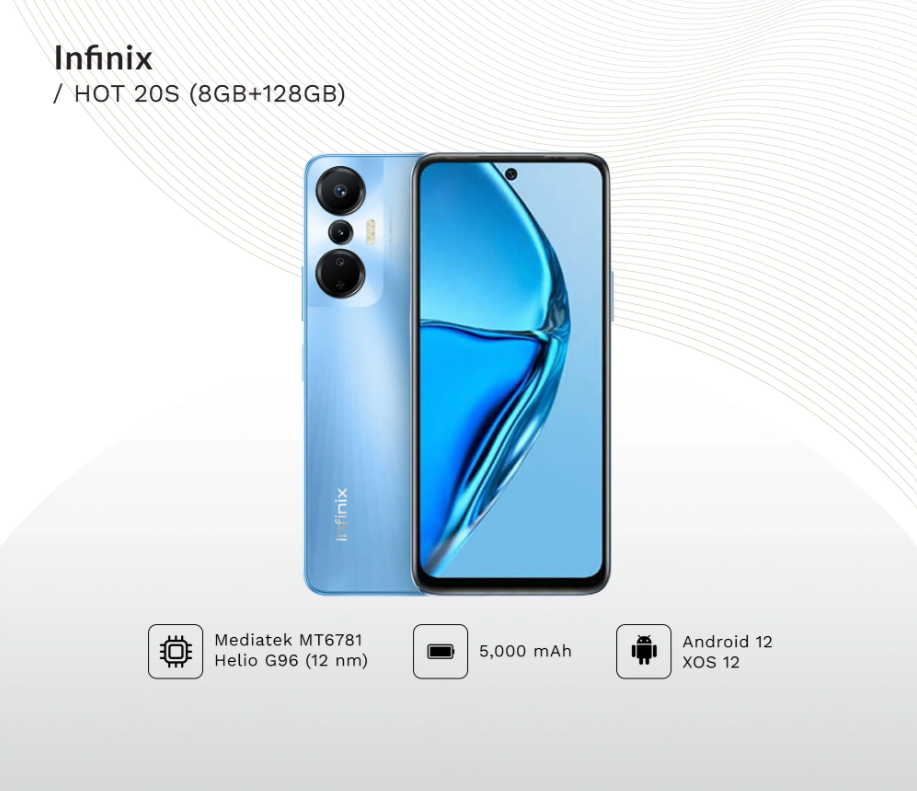 Infinix
/ HOT 20S (8GB+128GB)
Infinix
Mediatek MT6781
Helio G96 (12 nm)
5,000 mAh
Android 12
XOS 12